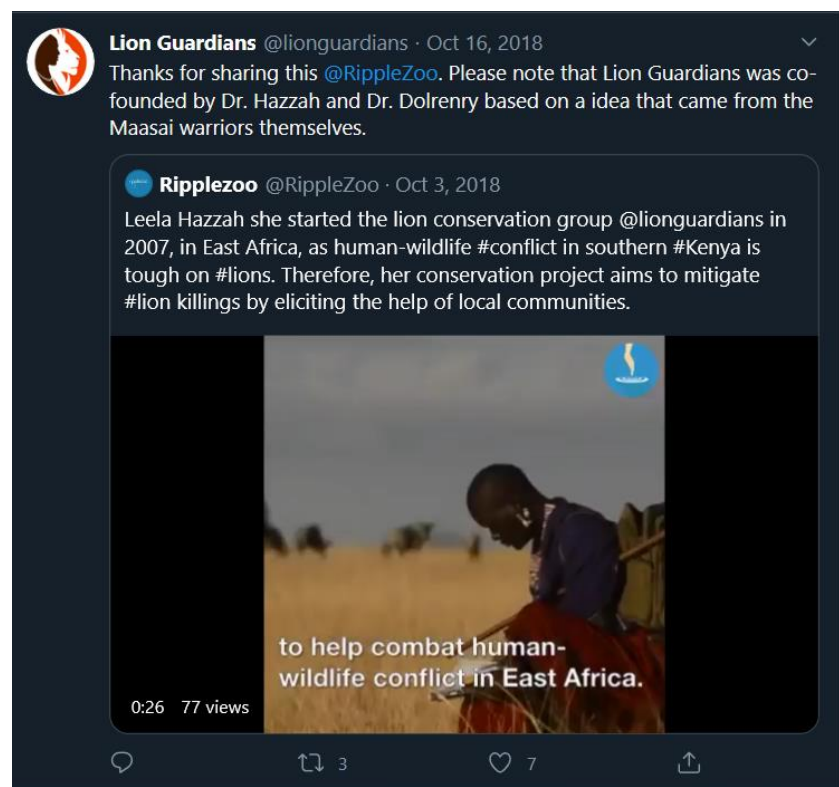 Lion Guardians @lionguardians · Oct 16, 2018
Thanks for sharing this @RippleZoo. Please note that Lion Guardians was co-
founded by Dr. Hazzah and Dr. Dolrenry based on a idea that came from the
Maasai warriors themselves.
Ripplezoo @RippleZoo · Oct 3, 2018
Leela Hazzah she started the lion conservation group @lionguardians in
2007, in East Africa, as human-wildlife #conflict in southern #Kenya is
tough on #lions. Therefore, her conservation project aims to mitigate
#lion killings by eliciting the help of local communities.
to help combat human-
wildlife conflict in East Africa.
0:26 77 views
3 7